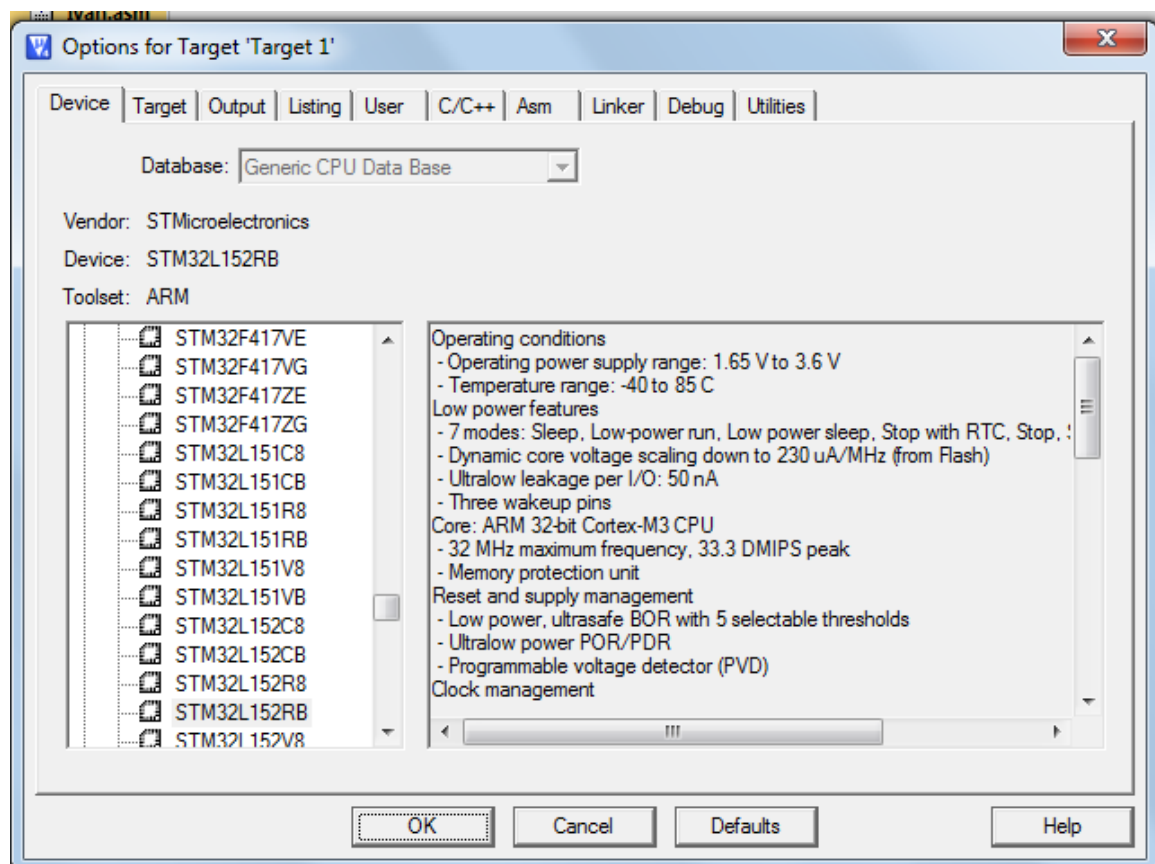 Ivan.asm
Options for Target 'Target 1'
Device Target Output Listing User C/C++ Asm Linker Debug Utilities
Database: Generic CPU Data Base
Vendor: STMicroelectronics
Device: STM32L152RB
Toolset: ARM
STM32F417VE
STM32F417VG
STM32F417ZE
STM32F417ZG
STM32L151C8
STM32L151CB
STM32L151R8
STM32L151RB
STM32L151V8
STM32L151VB
STM32L152C8
STM32L152CB
STM32L152R8
STM32L152RB
STM32L152V8
Operating conditions
- Operating power supply range: 1.65 V to 3.6 V
- Temperature range: -40 to 85 C
Low power features
- 7 modes: Sleep, Low-power run, Low power sleep, Stop with RTC, Stop,
- Dynamic core voltage scaling down to 230 uA/MHz (from Flash)
- Ultralow leakage per I/O: 50 nA
- Three wakeup pins
Core: ARM 32-bit Cortex-M3 CPU
- 32 MHz maximum frequency, 33.3 DMIPS peak
- Memory protection unit
Reset and supply management
- Low power, ultrasafe BOR with 5 selectable thresholds
- Ultralow power POR/PDR
- Programmable voltage detector (PVD)
Clock management
OK Cancel Defaults Help